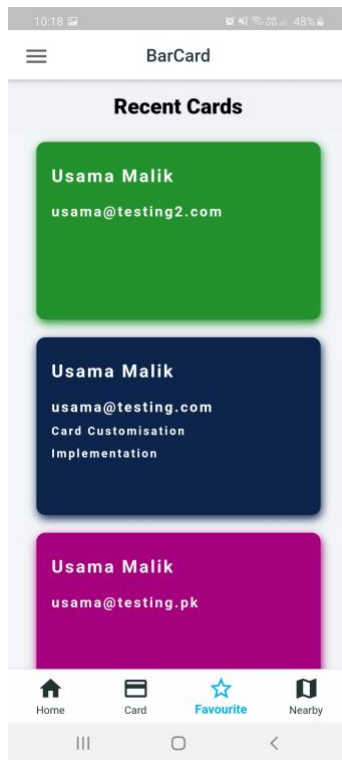 10:18
48%
BarCard
Recent Cards
Usama Malik
usama@testing2.com
Usama Malik
usama@testing.com
Card Customisation
Implementation
Usama Malik
usama@testing.pk
Home
Card
Favourite
Nearby